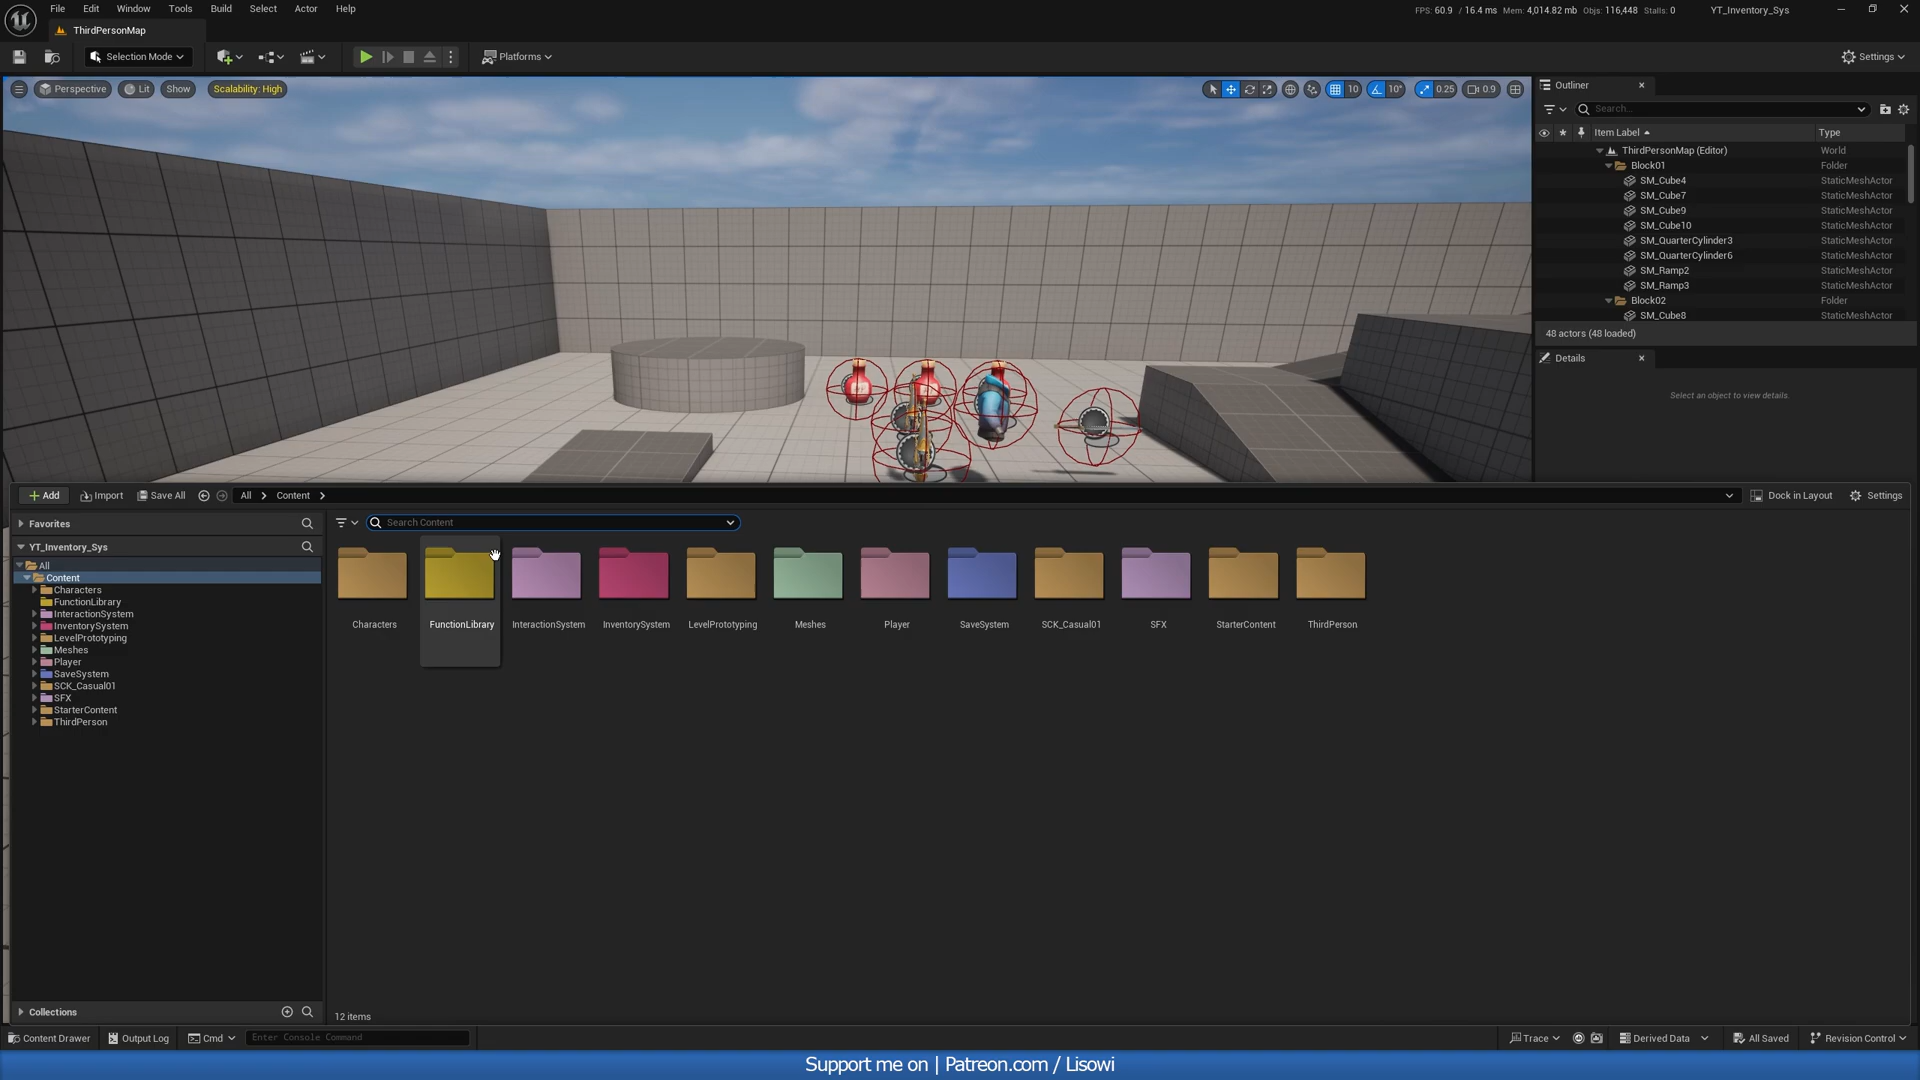 File Edit Window Tools Build Select Actor Help
FPS: 60.9 / 16.4 ms Mem: 4,014.82 mb Objs: 116,448 Stalls: 0 YT_Inventory_Sys
ThirdPersonMap
Selection Mode Platforms Settings
Perspective Lit Show Scalability: High 10 10° 0.25 0.9
Outliner
Search...
Item Label Type
ThirdPersonMap (Editor) World
Block01 Folder
SM_Cube4 StaticMeshActor
SM_Cube7 StaticMeshActor
SM_Cube9 StaticMeshActor
SM_Cube10 StaticMeshActor
SM_QuarterCylinder3 StaticMeshActor
SM_QuarterCylinder6 StaticMeshActor
SM_Ramp2 StaticMeshActor
SM_Ramp3 StaticMeshActor
Block02 Folder
SM_Cube8 StaticMeshActor
48 actors (48 loaded)
Details
Select an object to view details.
Add Import Save All All Content Dock in Layout Settings
Favorites
YT_Inventory_Sys
All
Content
Characters
FunctionLibrary
InteractionSystem
InventorySystem
LevelPrototyping
Meshes
Player
SaveSystem
SCK_Casual01
SFX
StarterContent
ThirdPerson
Collections
Search Content
Characters FunctionLibrary InteractionSystem InventorySystem LevelPrototyping Meshes Player SaveSystem SCK_Casual01 SFX StarterContent ThirdPerson
12 items
Content Drawer Output Log Cmd Enter Console Command Trace Derived Data All Saved Revision Control
Support me on | Patreon.com / Lisowi